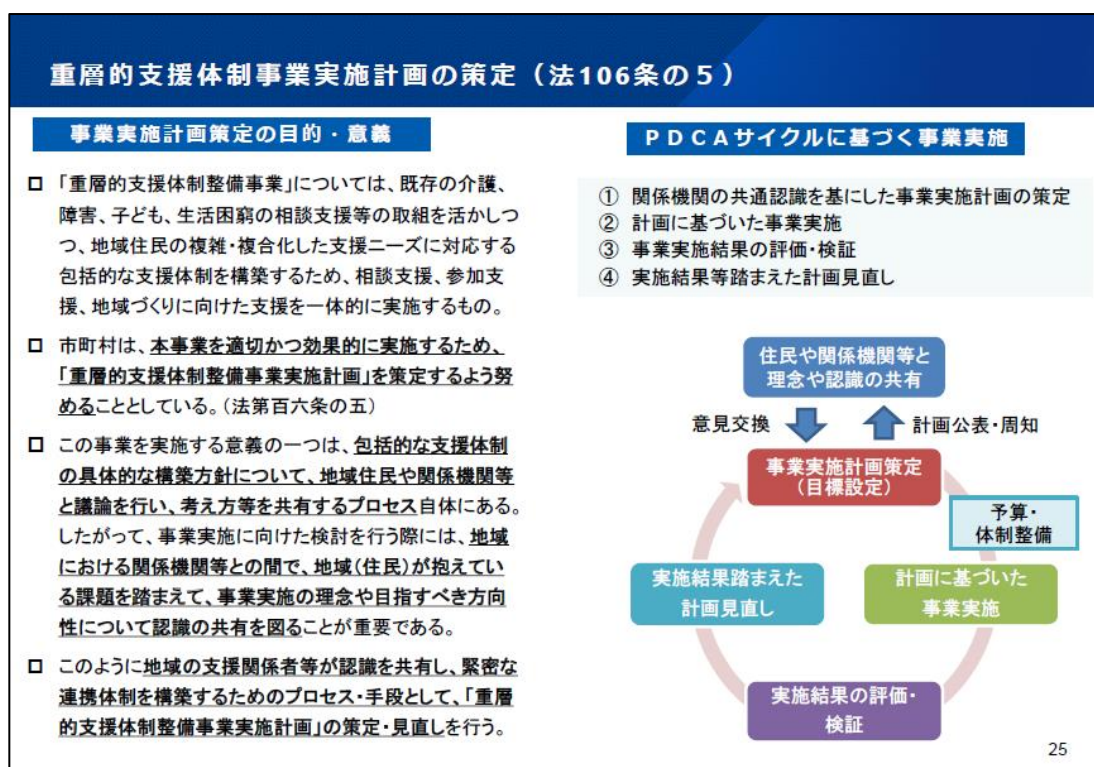 重層的支援体制事業実施計画の策定（法106条の５）
事業実施計画策定の目的・意義
□ 「重層的支援体制整備事業」については、既存の介護、
障害、子ども、生活困窮の相談支援等の取組を活かしつ
つ、地域住民の複雑・複合化した支援ニーズに対応する
包括的な支援体制を構築するため、相談支援、参加支
援、地域づくりに向けた支援を一体的に実施するもの。
□ 市町村は、本事業を適切かつ効果的に実施するため、
「重層的支援体制整備事業実施計画」を策定するよう努
めることとしている。（法第百六条の五）
□ この事業を実施する意義の一つは、包括的な支援体制
の具体的な構築方針について、地域住民や関係機関等
と議論を行い、考え方等を共有するプロセス自体にある。
したがって、事業実施に向けた検討を行う際には、地域
における関係機関等との間で、地域（住民）が抱えてい
る課題を踏まえて、事業実施の理念や目指すべき方向
性について認識の共有を図ることが重要である。
□ このように地域の支援関係者等が認識を共有し、緊密な
連携体制を構築するためのプロセス・手段として、「重層
的支援体制整備事業実施計画」の策定・見直しを行う。
ＰＤＣＡサイクルに基づく事業実施
① 関係機関の共通認識を基にした事業実施計画の策定
② 計画に基づいた事業実施
③ 事業実施結果の評価・検証
④ 実施結果等踏まえた計画見直し
住民や関係機関等と
理念や認識の共有
意見交換
計画公表・周知
事業実施計画策定
（目標設定）
予算・
体制整備
実施結果踏まえた
計画見直し
計画に基づいた
事業実施
実施結果の評価・
検証
25